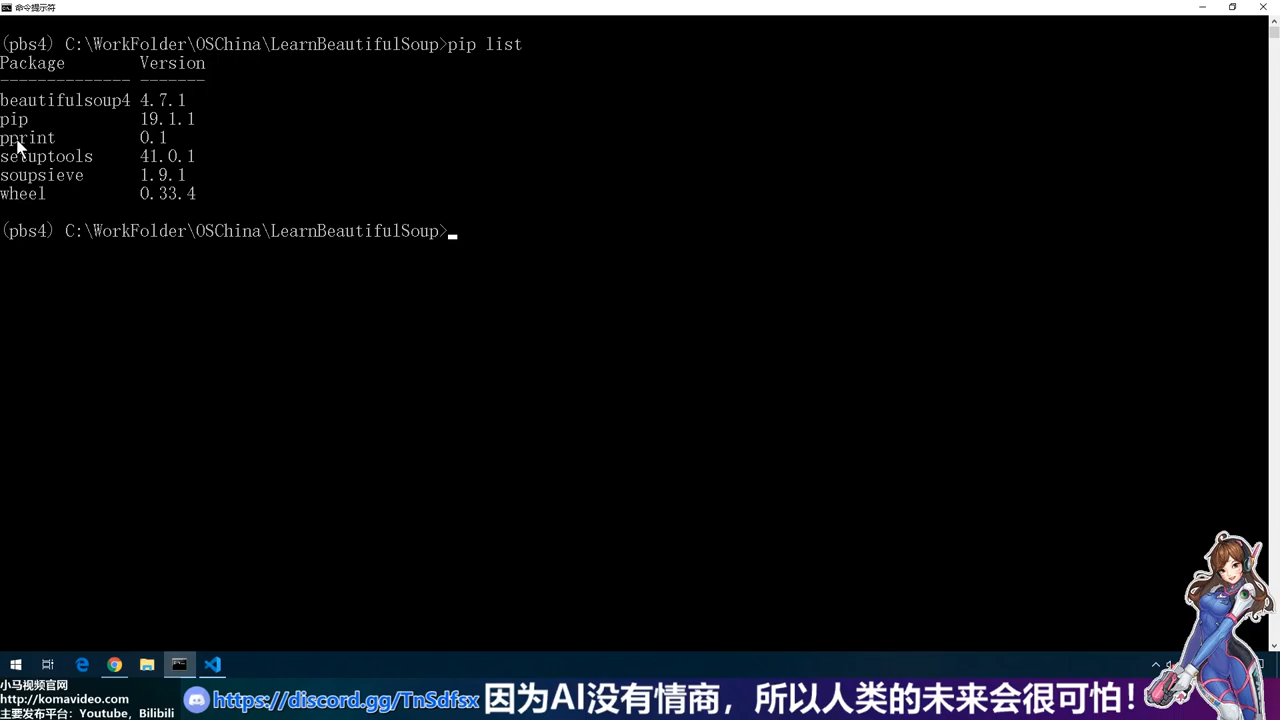 命令提示符
(pbs4) C:\WorkFolder\OSChina\LearnBeautifulSoup>pip list
Package        Version
-------------- -------
beautifulsoup4 4.7.1
pip            19.1.1
pprint         0.1
setuptools     41.0.1
soupsieve      1.9.1
wheel          0.33.4
(pbs4) C:\WorkFolder\OSChina\LearnBeautifulSoup>
小马视频官网
http://komavideo.com
主要发布平台：Youtube，Bilibili
https://discord.gg/TnSdfsx 因为AI没有情商，所以人类的未来会很可怕！